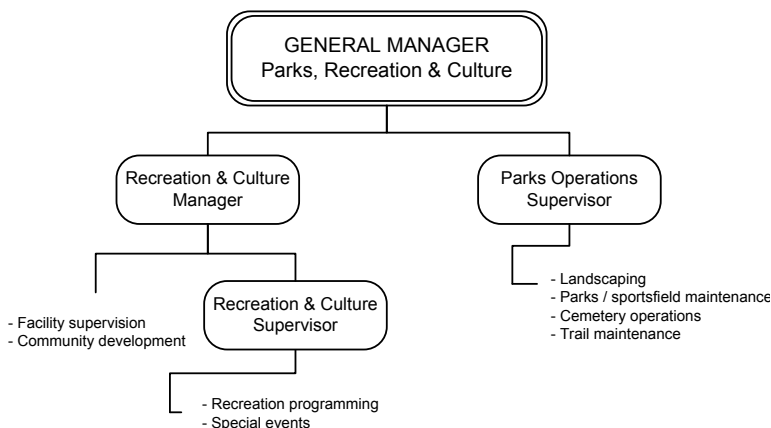 GENERAL MANAGER
Parks, Recreation & Culture
Recreation & Culture
Manager
Parks Operations
Supervisor
- Facility supervision
- Community development
Recreation & Culture
Supervisor
- Landscaping
- Parks / sportsfield maintenance
- Cemetery operations
- Trail maintenance
- Recreation programming
- Special events